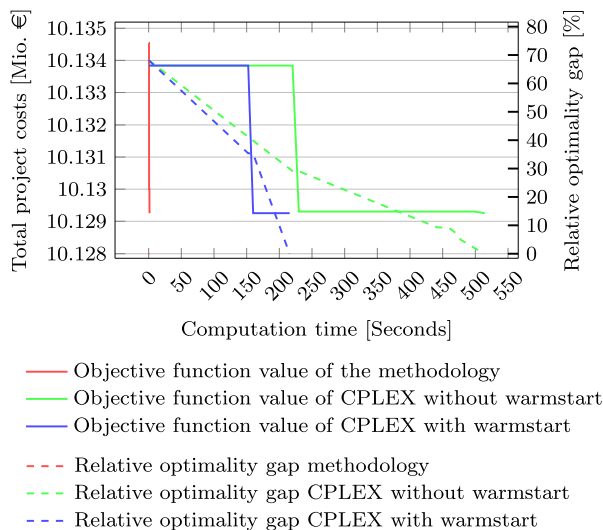 Total project costs [Mio. €]
10.135
10.134
10.133
10.132
10.131
10.13
10.129
10.128
80
70
60
50
40
30
20
10
0
Relative optimality gap [%]
0 50 100 150 200 250 300 350 400 450 500 550
Computation time [Seconds]
Objective function value of the methodology
Objective function value of CPLEX without warmstart
Objective function value of CPLEX with warmstart
Relative optimality gap methodology
Relative optimality gap CPLEX without warmstart
Relative optimality gap CPLEX with warmstart